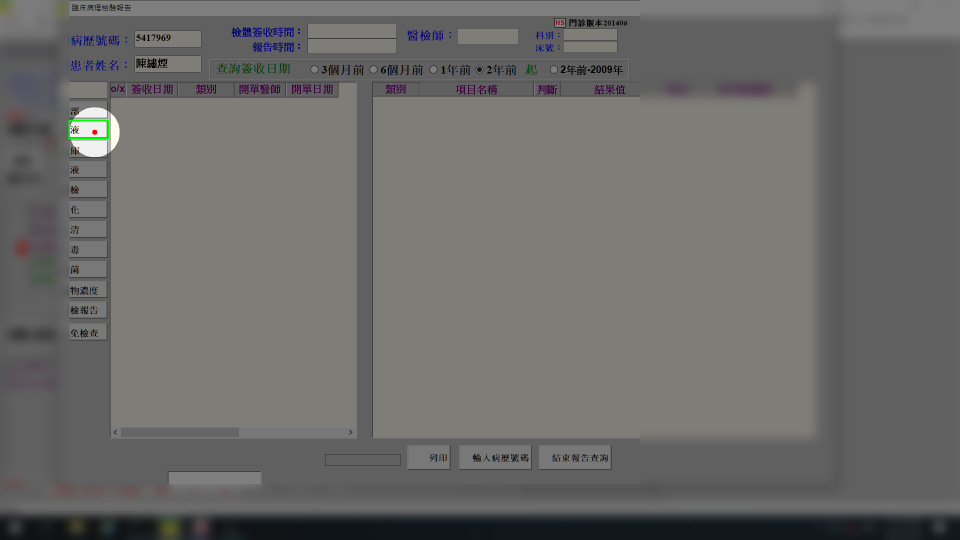 臨床病理檢驗報告
HS 門診版本201406
病歷號碼： 5417969 檢體簽收時間： 醫檢師： 科別：
報告時間： 床號：
患者姓名： 陳繡煙 查詢簽收日期 3個月前 6個月前 1年前 2年前 起 2年前-2009年
o/x 簽收日期 類別 開單醫師 開單日期 類別 項目名稱 判斷 結果值
部
液
庫
液
檢
化
清
毒
菌
物濃度
檢報告
免檢查
列印 輸入病歷號碼 結束報告查詢